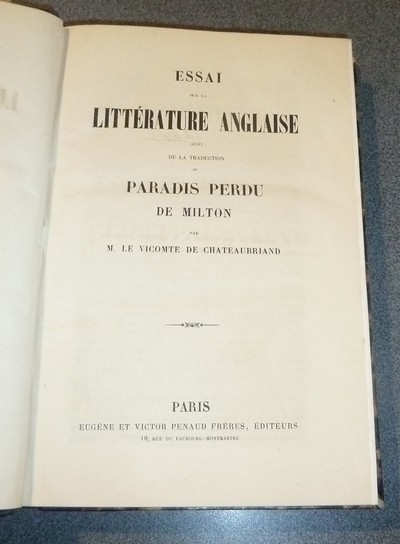 ESSAI
SUR LA
LITTÉRATURE ANGLAISE
SUIVI
DE LA TRADUCTION
DU
PARADIS PERDU
DE MILTON
PAR
M. LE VICOMTE DE CHATEAUBRIAND
PARIS
EUGÈNE ET VICTOR PENAUD FRÈRES, ÉDITEURS
10, RUE DU FAUBOURG-MONTMARTRE